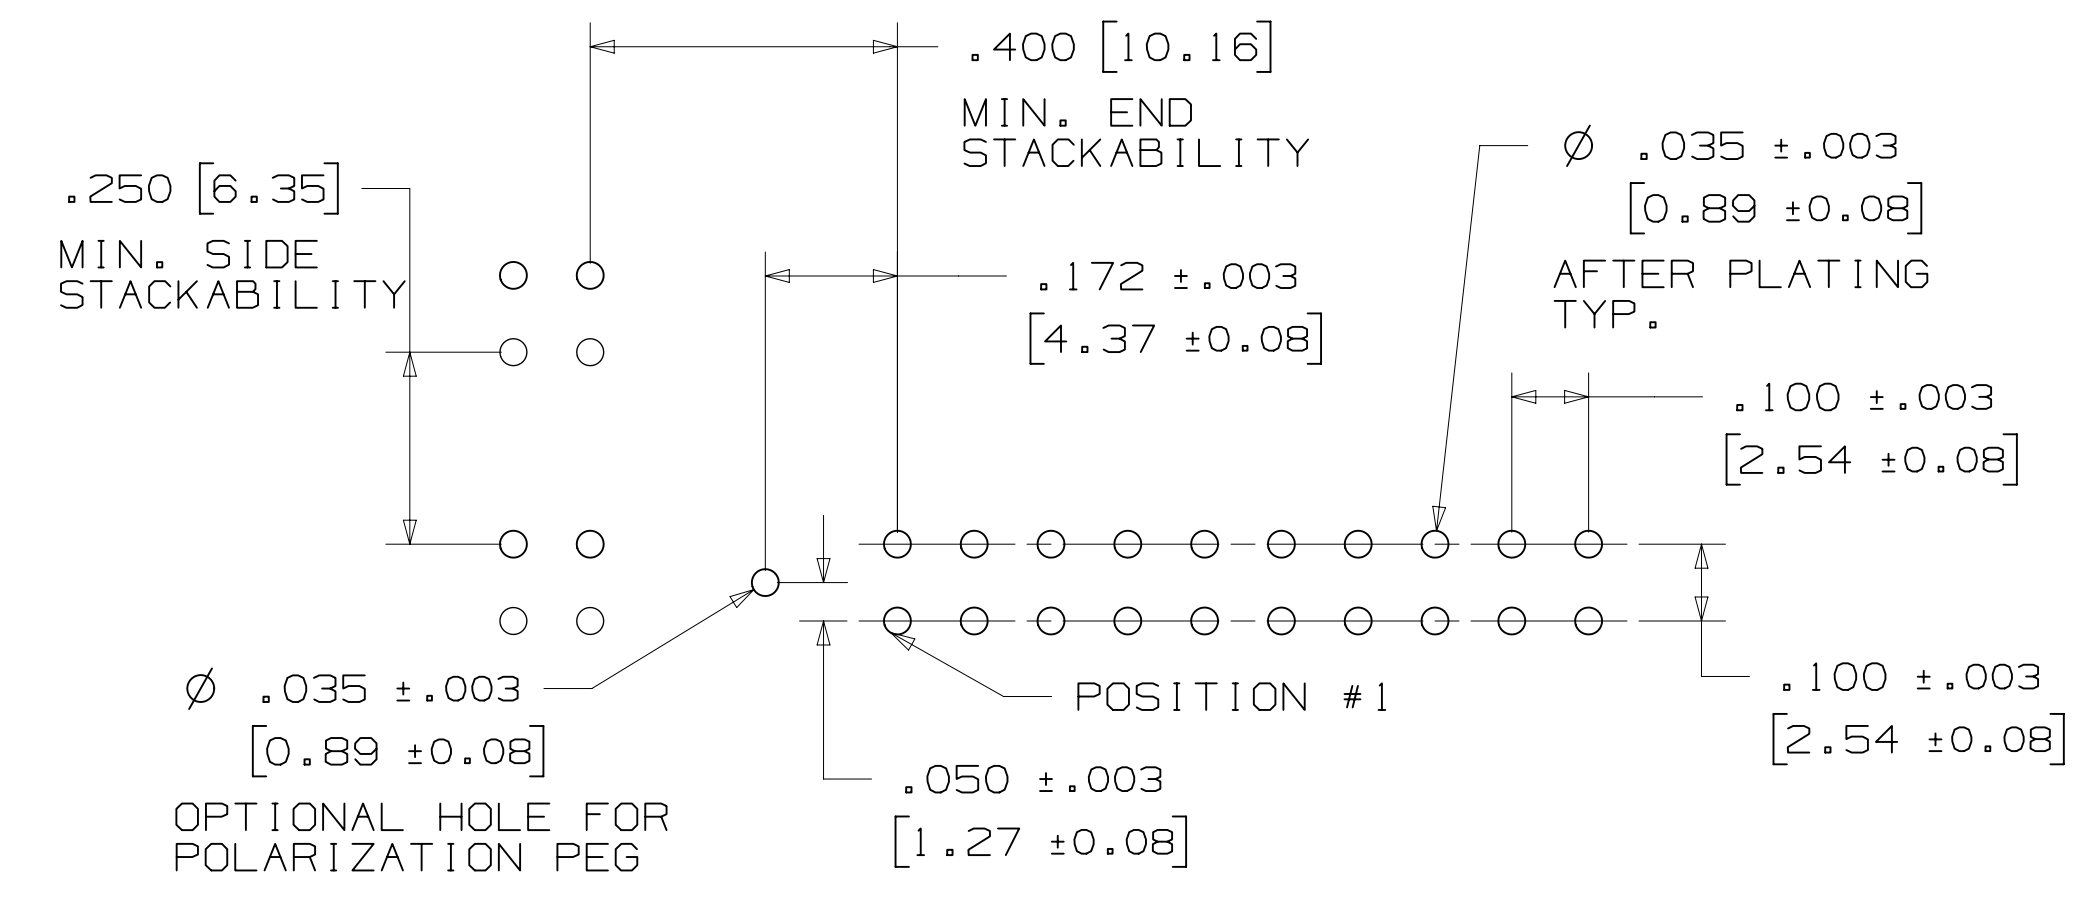 .400 [10.16]
MIN. END
STACKABILITY
.250 [6.35]
MIN. SIDE
STACKABILITY
Ø .035 ±.003
[0.89 ±0.08]
AFTER PLATING
TYP.
.172 ±.003
[4.37 ±0.08]
.100 ±.003
[2.54 ±0.08]
Ø .035 ±.003
[0.89 ±0.08]
OPTIONAL HOLE FOR
POLARIZATION PEG
POSITION #1
.050 ±.003
[1.27 ±0.08]
.100 ±.003
[2.54 ±0.08]